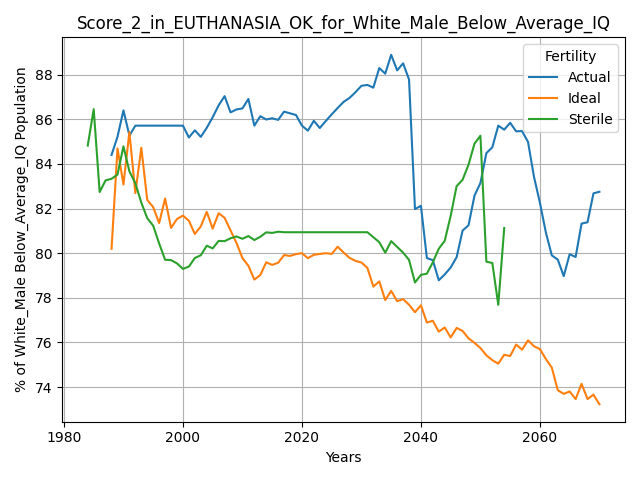 Score_2_in_EUTHANASIA_OK_for_White_Male_Below_Average_IQ
% of White_Male Below_Average_IQ Population
88
86
84
82
80
78
76
74
1980
2000
2020
2040
2060
Years
Fertility
Actual
Ideal
Sterile